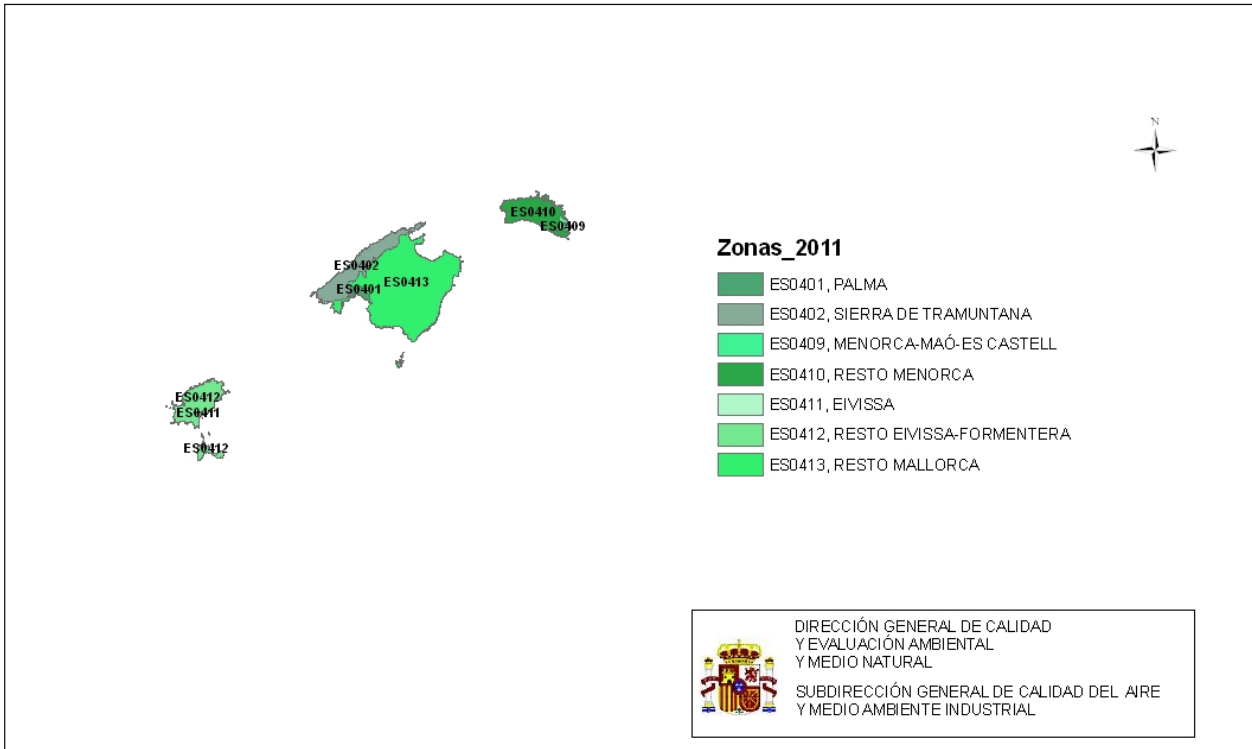 N
ES0410
ES0409
ES0402
ES0413
ES0401
ES0412
ES0411
ES0412
Zonas_2011
ES0401, PALMA
ES0402, SIERRA DE TRAMUNTANA
ES0409, MENORCA-MAÓ-ES CASTELL
ES0410, RESTO MENORCA
ES0411, EIVISSA
ES0412, RESTO EIVISSA-FORMENTERA
ES0413, RESTO MALLORCA
DIRECCIÓN GENERAL DE CALIDAD
Y EVALUACIÓN AMBIENTAL
Y MEDIO NATURAL
SUBDIRECCIÓN GENERAL DE CALIDAD DEL AIRE
Y MEDIO AMBIENTE INDUSTRIAL